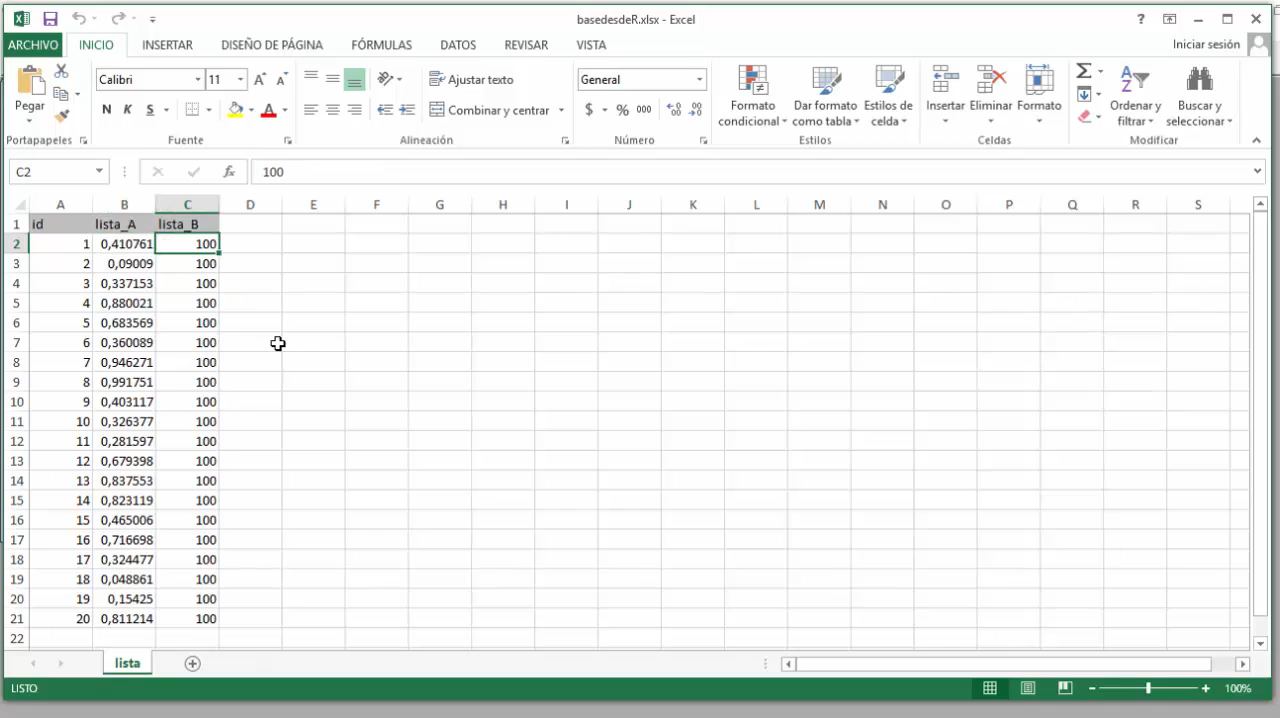 basedesdeR.xlsx - Excel
ARCHIVO INICIO INSERTAR DISEÑO DE PÁGINA FÓRMULAS DATOS REVISAR VISTA Iniciar sesión
Pegar
Portapapeles
Calibri 11
N K S
Fuente
Ajustar texto
Combinar y centrar
Alineación
General
$ % 000
Número
Formato condicional
Dar formato como tabla
Estilos de celda
Estilos
Insertar Eliminar Formato
Celdas
Ordenar y filtrar
Buscar y seleccionar
Modificar
C2 fx 100
A B C D E F G H I J K L M N O P Q R S
1 id lista_A lista_B
2 1 0,410761 100
3 2 0,09009 100
4 3 0,337153 100
5 4 0,880021 100
6 5 0,683569 100
7 6 0,360089 100
8 7 0,946271 100
9 8 0,991751 100
10 9 0,403117 100
11 10 0,326377 100
12 11 0,281597 100
13 12 0,679398 100
14 13 0,837553 100
15 14 0,823119 100
16 15 0,465006 100
17 16 0,716698 100
18 17 0,324477 100
19 18 0,048861 100
20 19 0,15425 100
21 20 0,811214 100
22
lista
LISTO 100%